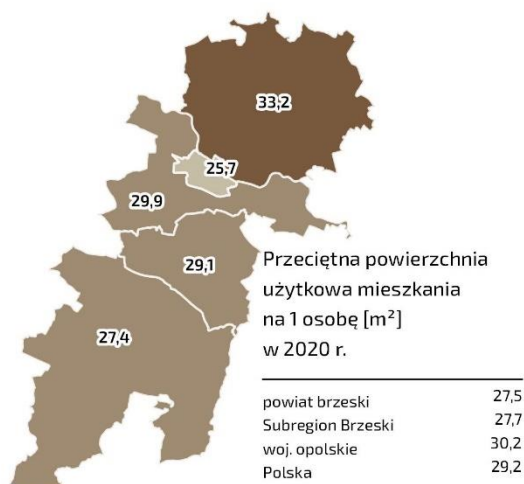 33,2
25,7
29,9
29,1
27,4
Przeciętna powierzchnia
użytkowa mieszkania
na 1 osobę [m²]
w 2020 r.
powiat brzeski 27,5
Subregion Brzeski 27,7
woj. opolskie 30,2
Polska 29,2